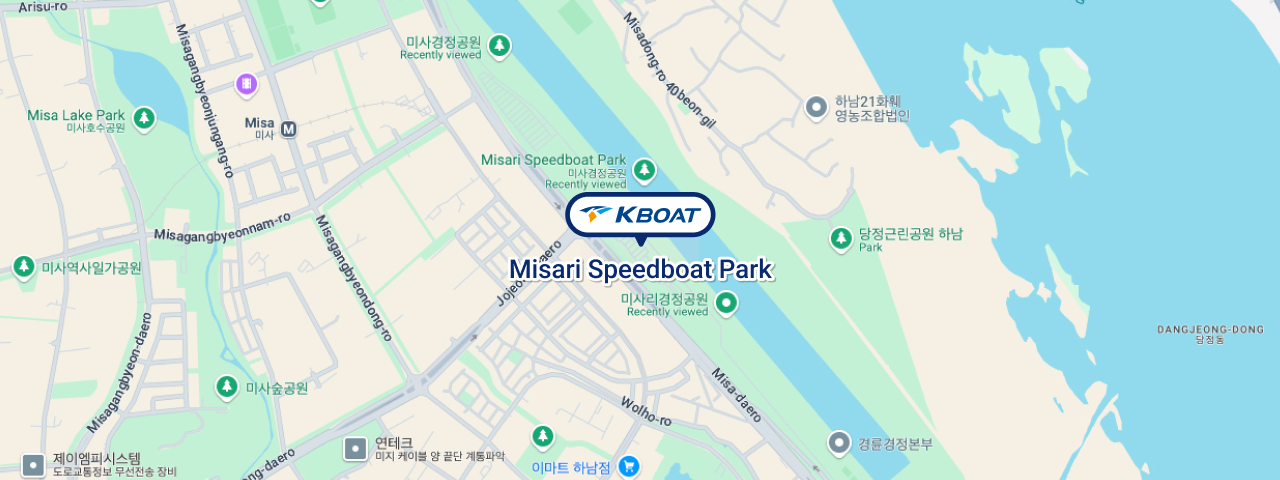 Arisu-ro
Misagangbyeonjungang-ro
Misa Lake Park
미사호수공원
Misa
미사
M
미사경정공원
Recently viewed
Misadong-ro 40beon-gil
하남21화훼
영농조합법인
Misari Speedboat Park
미사경정공원
Recently viewed
KBOAT
Misari Speedboat Park
Misagangbyeonnam-ro
Misagangbyeondong-ro
미사역사일가공원
당정근린공원 하남
Park
미사리경정공원
Recently viewed
DANGJEONG-DONG
당정동
Misagangbyeon-daero
미사숲공원
Misa-daero
Wolho-ro
연테크
미지 케이블 양 끝단 계통파악
제이엠피시스템
도로교통정보 무선전송 장비
이마트 하남점
경륜경정본부